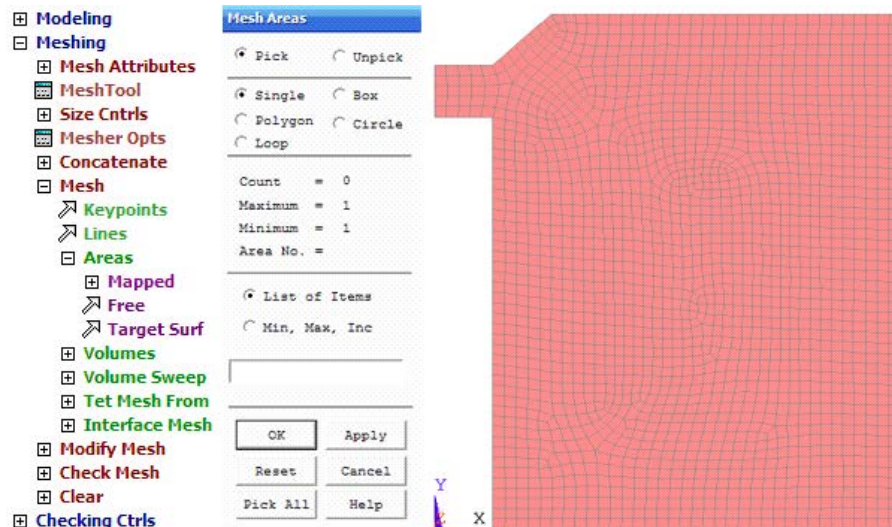 Modeling
Meshing
Mesh Attributes
MeshTool
Size Cntrls
Mesher Opts
Concatenate
Mesh
Keypoints
Lines
Areas
Mapped
Free
Target Surf
Volumes
Volume Sweep
Tet Mesh From
Interface Mesh
Modify Mesh
Check Mesh
Clear
Checking Ctrls
Mesh Areas
Pick Unpick
Single Box
Polygon Circle
Loop
Count = 0
Maximum = 1
Minimum = 1
Area No. =
List of Items
Min, Max, Inc
OK Apply
Reset Cancel
Pick All Help
Y
Z X